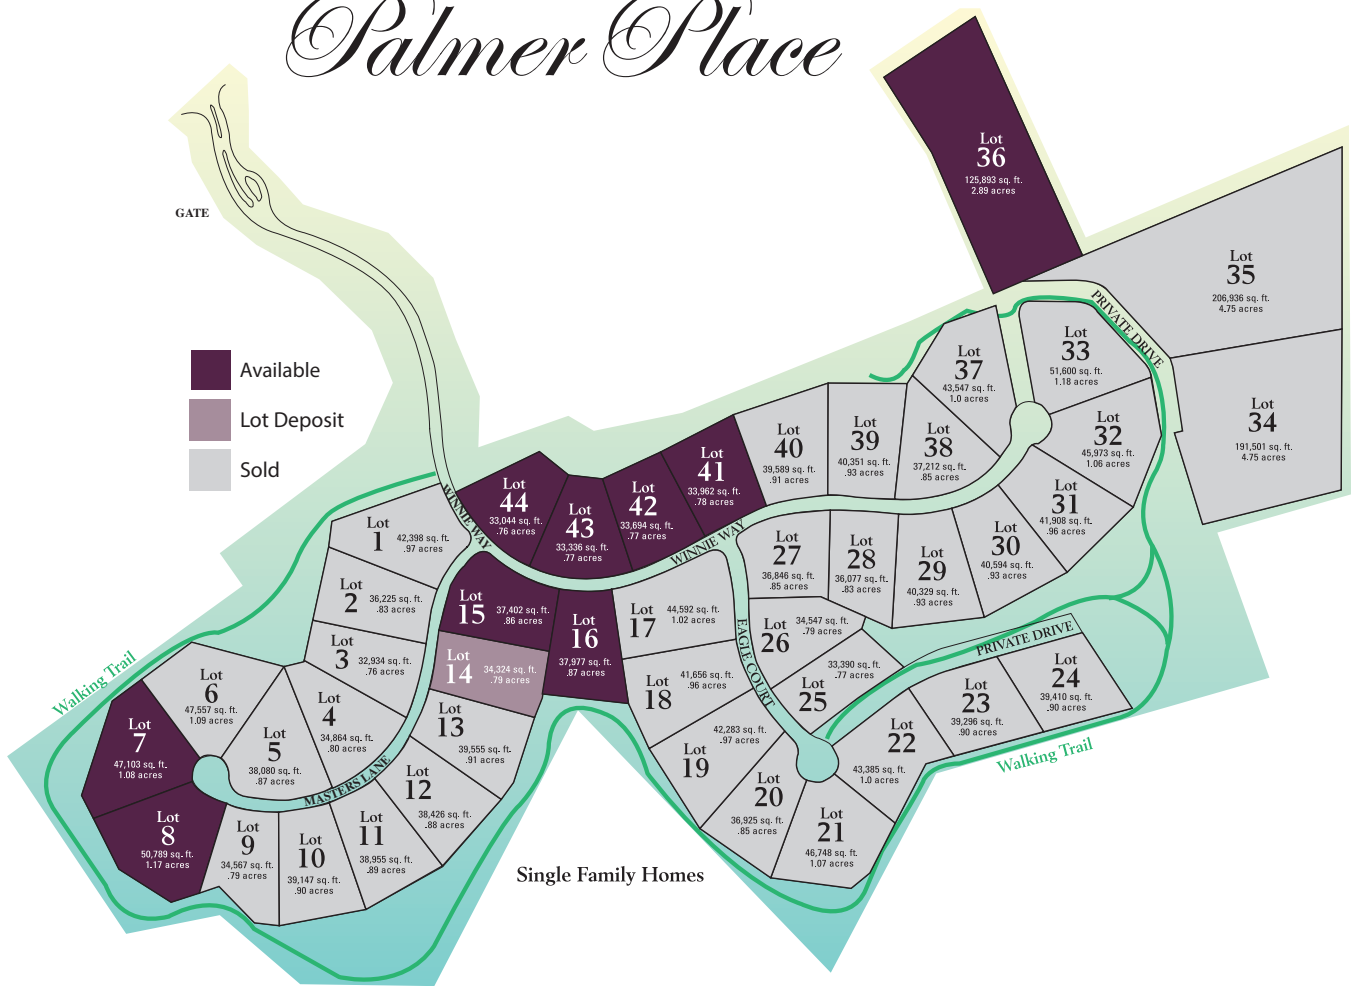 Palmer Place
GATE
Available
Lot Deposit
Sold
Lot
36
125,893 sq. ft.
2.89 acres
Lot
35
206,936 sq. ft.
4.75 acres
PRIVATE DRIVE
Lot
34
191,501 sq. ft.
4.75 acres
Lot
33
51,600 sq. ft.
1.18 acres
Lot
37
43,547 sq. ft.
1.0 acres
Lot
32
45,973 sq. ft.
1.06 acres
Lot
38
37,212 sq. ft.
.85 acres
Lot
39
40,351 sq. ft.
.93 acres
Lot
40
39,589 sq. ft.
.91 acres
Lot
41
33,962 sq. ft.
.78 acres
Lot
42
33,694 sq. ft.
.77 acres
Lot
43
33,336 sq. ft.
.77 acres
Lot
44
33,044 sq. ft.
.76 acres
WINNIE WAY
WINNIE WAY
Lot
31
41,908 sq. ft.
.96 acres
Lot
30
40,594 sq. ft.
.93 acres
Lot
29
40,329 sq. ft.
.93 acres
Lot
28
36,077 sq. ft.
.83 acres
Lot
27
36,846 sq. ft.
.85 acres
Lot
1
42,398 sq. ft.
.97 acres
Lot
2
36,225 sq. ft.
.83 acres
Lot
3
32,934 sq. ft.
.76 acres
Lot
15
37,402 sq. ft.
.86 acres
Lot
14
34,324 sq. ft.
.79 acres
Lot
16
37,977 sq. ft.
.87 acres
Lot
17
44,592 sq. ft.
1.02 acres
Lot
18
41,656 sq. ft.
.96 acres
EAGLE COURT
Lot
26
34,547 sq. ft.
.79 acres
Lot
25
33,390 sq. ft.
.77 acres
PRIVATE DRIVE
Lot
24
39,410 sq. ft.
.90 acres
Lot
23
39,296 sq. ft.
.90 acres
Lot
22
43,385 sq. ft.
1.0 acres
Walking Trail
Walking Trail
Lot
6
47,557 sq. ft.
1.09 acres
Lot
7
47,103 sq. ft.
1.08 acres
Lot
5
38,080 sq. ft.
.87 acres
Lot
4
34,864 sq. ft.
.80 acres
Lot
13
39,555 sq. ft.
.91 acres
Lot
12
38,426 sq. ft.
.88 acres
MASTERS LANE
Lot
19
42,283 sq. ft.
.97 acres
Lot
20
36,925 sq. ft.
.85 acres
Lot
21
46,748 sq. ft.
1.07 acres
Lot
8
50,789 sq. ft.
1.17 acres
Lot
9
34,567 sq. ft.
.79 acres
Lot
10
39,147 sq. ft.
.90 acres
Lot
11
38,955 sq. ft.
.89 acres
Single Family Homes